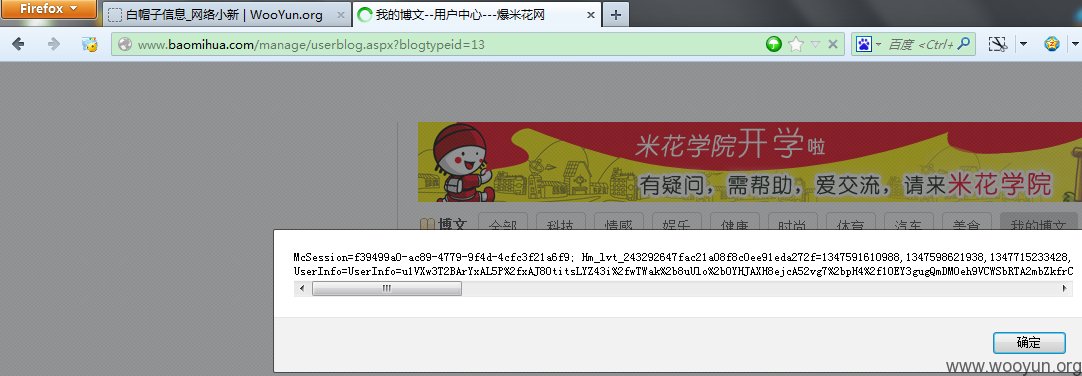 Firefox
白帽子信息_网络小新 | WooYun.org
我的博文--用户中心---爆米花网
www.baomihua.com/manage/userblog.aspx?blogtypeid=13
百度 <Ctrl+
米花学院开学啦
有疑问，需帮助，爱交流，请来米花学院
博文 全部 科技 情感 娱乐 健康 时尚 体育 汽车 美食 我的博文
McSession=f39499a0-ac89-4779-9f4d-4cfc3f21a6f9; Hm_lvt_243292647fac21a08f8c0ee91eda272f=1347591610988,1347598621938,1347715233428,
UserInfo=UserInfo=u1VXw3T2BArYxAL5P%2fxAJ8OtitsLYZ43i%2fwTWak%2b8uUlo%2bOYHJAXH8ejcA52vg7%2bpH4%2f1OEY3gugQmDMOeh9VCWSbRTA2mbZkfrC
确定
www.wooyun.org